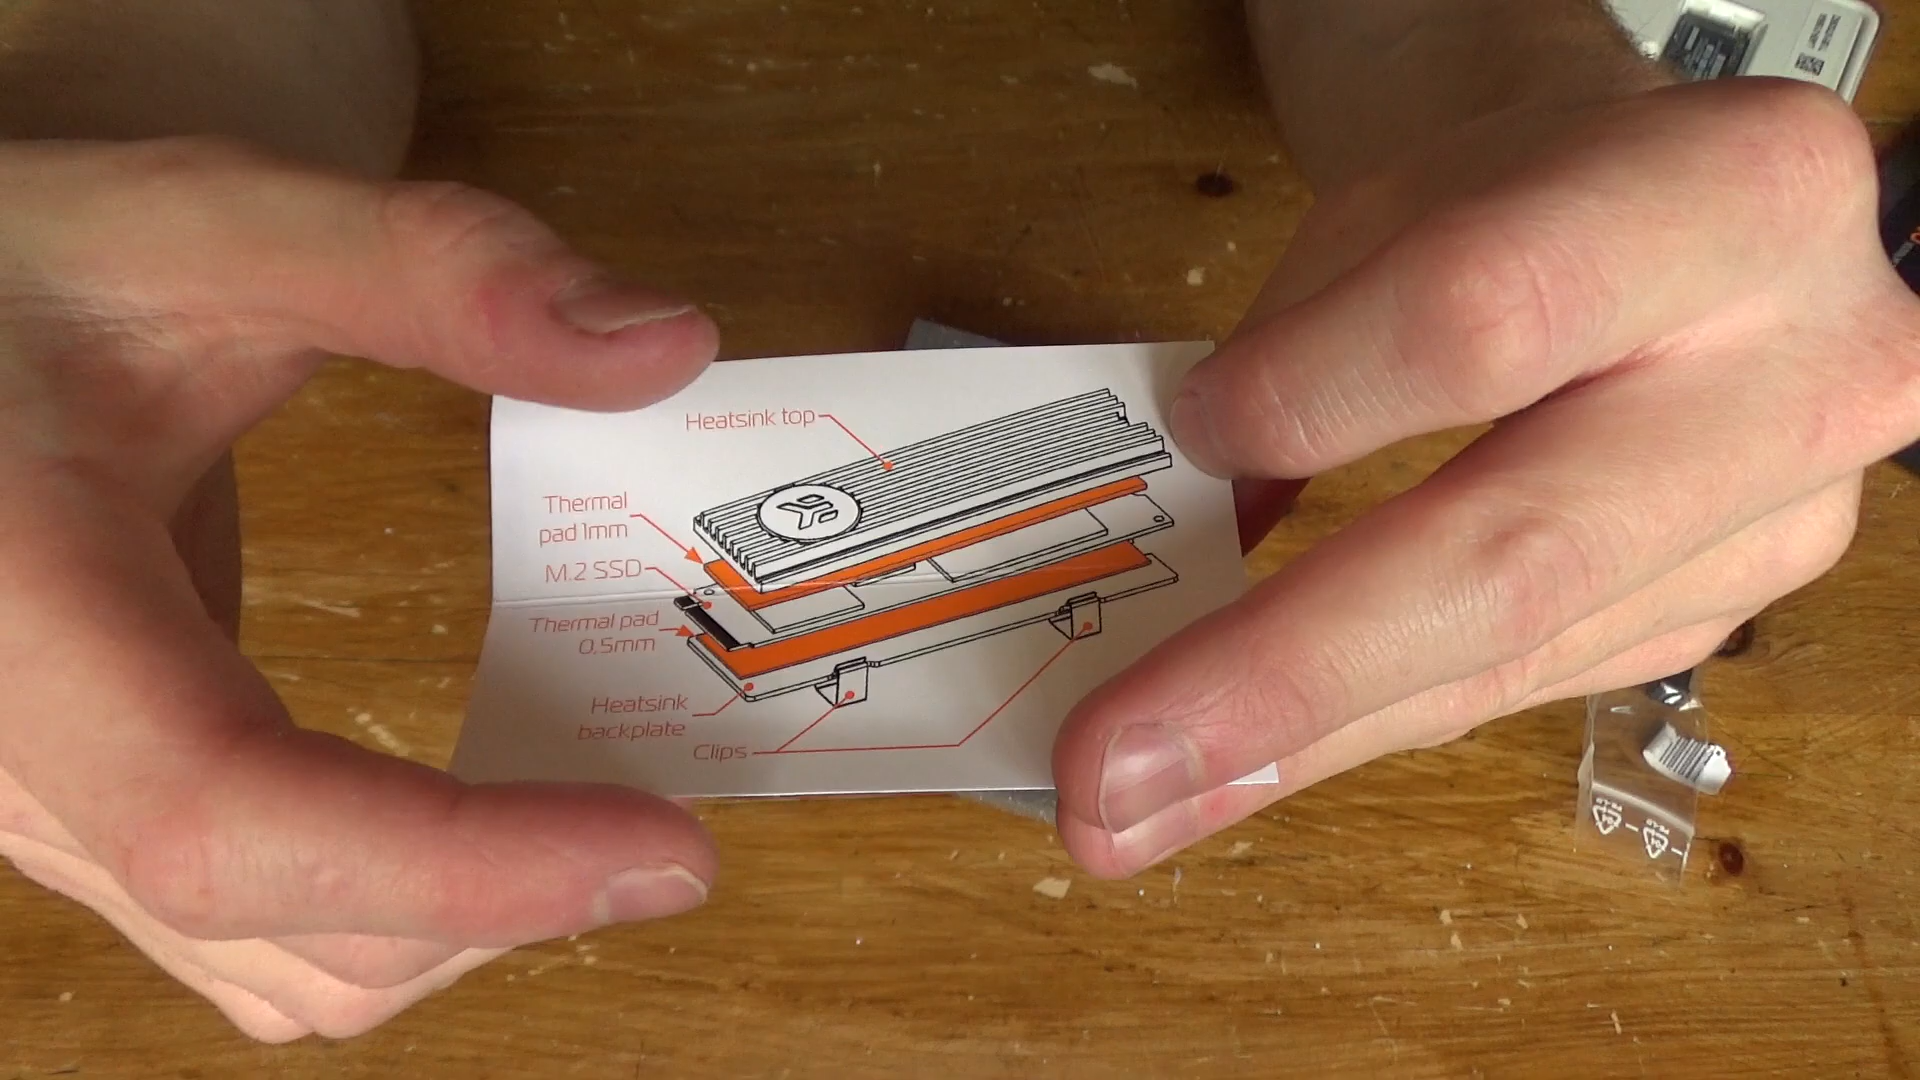 Heatsink top
Thermal
pad 1mm
M.2 SSD
Thermal pad
0,5mm
Heatsink
backplate
Clips